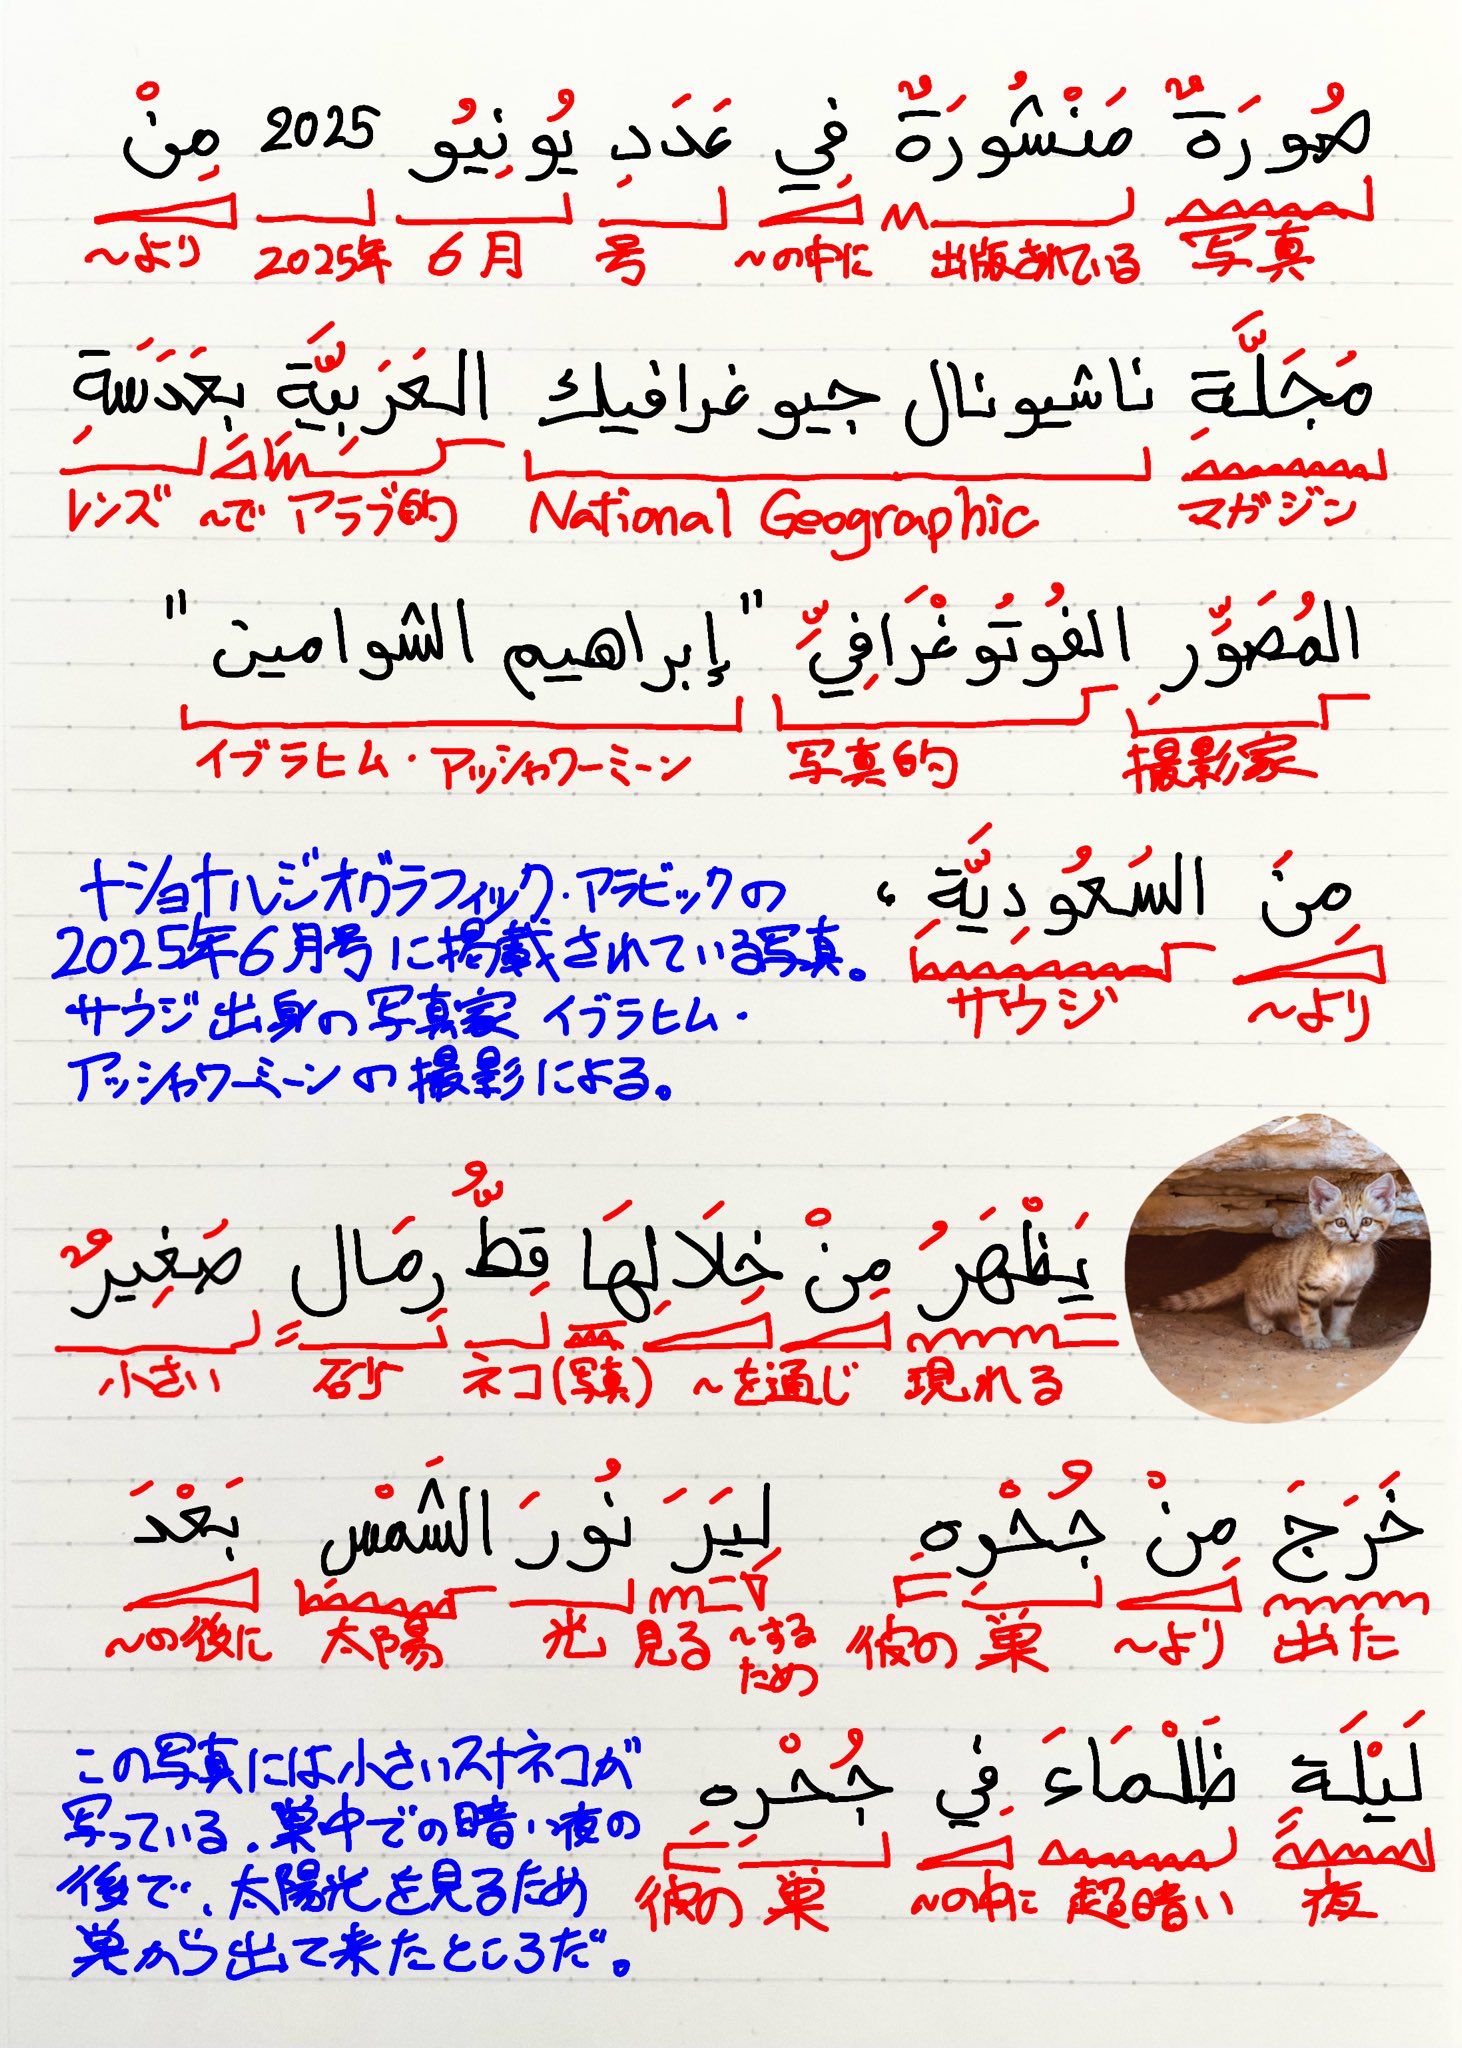 صُورَةٌ مَنْشُورَةٌ فِي عَدَدِ يُونِيُو 2025 مِنْ
～より 2025年 6月 号 ～の中に 出版されている 写真
مَجَلَّةِ ناشيونال جيوغرافيك العَرَبِيَّةِ بِعَدَسَةِ
レンズ ～で アラブ的 National Geographic マガジン
المُصَوِّرِ الفُوتُوغْرَافِيِّ "إبراهيم الشوامين"
イブラヒム・アッシャワーミーン 写真的 撮影家
مِنَ السَعُودِيَّةِ،
サウジ ～より
ナショナルジオグラフィック・アラビックの
2025年6月号に掲載されている写真。
サウジ出身の写真家 イブラヒム・
アッシャワーミーンの撮影による。
يَظْهَرُ مِنْ خِلَالِهَا قِطُّ رِمَالٍ صَغِيرٌ
小さい 砂 ネコ (写真) ～を通じ 現れる
خَرَجَ مِنْ جُحْرِهِ لِيَرَ نُورَ الشَمْسِ بَعْدَ
～の後に 太陽 光 見る ～するため 彼の 巣 ～より 出た
لَيْلَةٍ ظَلْمَاءَ فِي جُحْرِهِ
彼の 巣 ～の中に 超暗い 夜
この写真には小さいスナネコが
写っている。巣中での暗い夜の
後で、太陽光を見るため
巣から出て来たところだ。